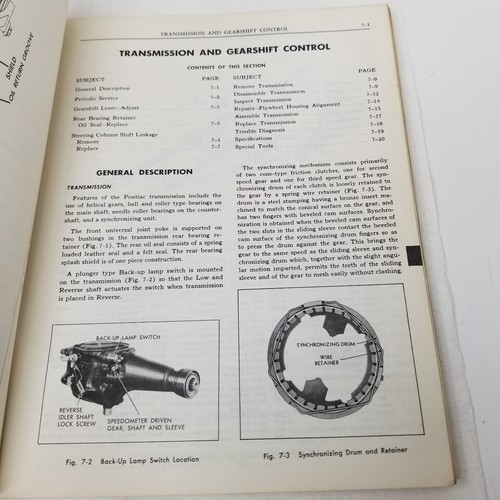 SHIELD
OIL RETURN GROOVE
TRANSMISSION AND GEARSHIFT CONTROL
7-1
TRANSMISSION AND GEARSHIFT CONTROL
CONTENTS OF THIS SECTION
SUBJECT PAGE
General Description 7-1
Periodic Service 7-3
Gearshift Lever—Adjust 7-5
Rear Bearing Retainer
Oil Seal—Replace 7-5
Steering Column Shift Linkage
Remove 7-5
Replace 7-7
SUBJECT PAGE
Remove Transmission 7-9
Disassemble Transmission 7-9
Inspect Transmission 7-12
Repairs—Flywheel Housing Alignment 7-14
Assemble Transmission 7-15
Replace Transmission 7-17
Trouble Diagnosis 7-18
Specifications 7-19
Special Tools 7-20
GENERAL DESCRIPTION
TRANSMISSION
Features of the Pontiac transmission include the
use of helical gears, ball and roller type bearings on
the main shaft, needle roller bearings on the counter-
shaft, and a synchronizing unit.
The front universal joint yoke is supported on
two bushings in the transmission rear bearing re-
tainer (Fig. 7-1). The rear oil seal consists of a spring
loaded leather seal and a felt seal. The rear bearing
splash shield is of one piece construction.
A plunger type Back-up lamp switch is mounted
on the transmission (Fig. 7-2) so that the Low and
Reverse shaft actuates the switch when transmission
is placed in Reverse.
The synchronizing mechanism consists primarily
of two cone-type friction clutches, one for second
speed gear and one for third speed gear. The syn-
chronizing drum of each clutch is loosely retained to
the gear by a spring wire retainer (Fig. 7-3). The
drum is a steel stamping having a bronze insert ma-
chined to match the conical surface on the gear, and
has two fingers with beveled cam surfaces. Synchro-
nization is obtained when the beveled cam surfaces of
the two slots in the sliding sleeve contact the beveled
cam surface of the synchronizing drum fingers so as
to press the drum against the gear. This brings the
gear to the same speed as the sliding sleeve and syn-
chronizing drum which, together with the slight angu-
lar motion imparted, permits the teeth of the sliding
sleeve and of the gear to mesh easily without clashing.
BACK-UP LAMP SWITCH
REVERSE
IDLER SHAFT
LOCK SCREW
SPEEDOMETER DRIVEN
GEAR, SHAFT AND SLEEVE
Fig. 7-2 Back-Up Lamp Switch Location
SYNCHRONIZING DRUM
WIRE
RETAINER
Fig. 7-3 Synchronizing Drum and Retainer